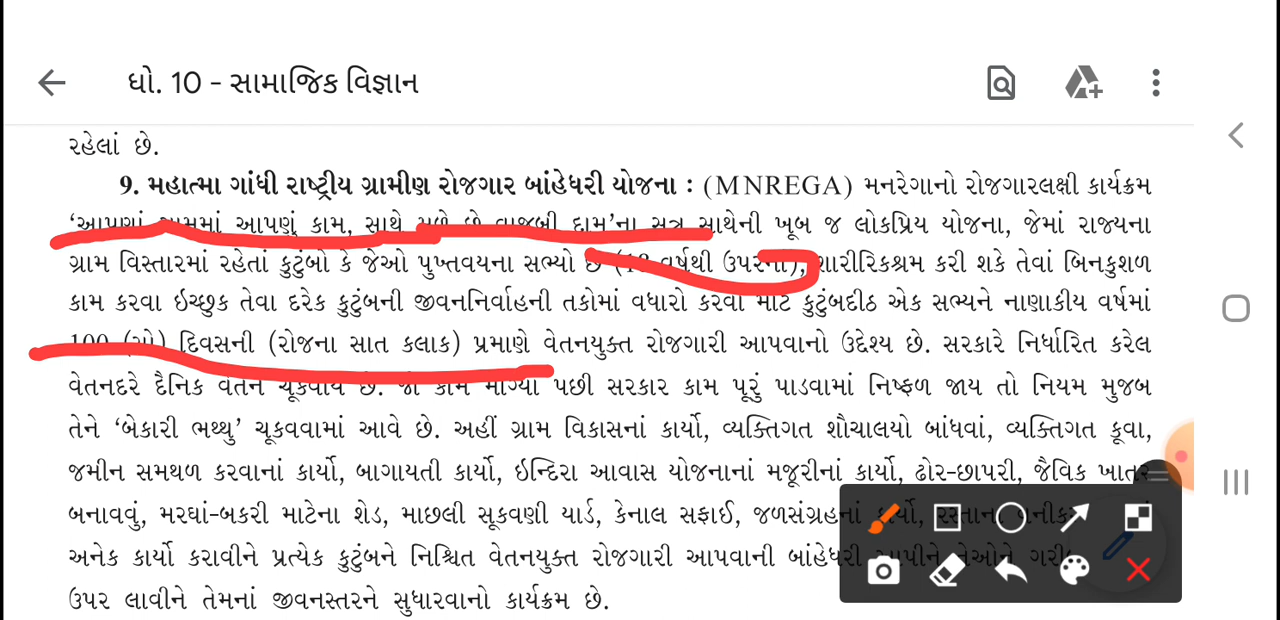 ધો. 10 - સામાજિક વિજ્ઞાન
રહેલાં છે.
9. મહાત્મા ગાંધી રાષ્ટ્રીય ગ્રામીણ રોજગાર બાંહેધરી યોજના : (MNREGA) મનરેગાનો રોજગારલક્ષી કાર્યક્રમ
‘આપણાં ગામમાં આપણું કામ, સાથે મળે છે વાજબી દામ’ના સૂત્ર સાથેની ખૂબ જ લોકપ્રિય યોજના, જેમાં રાજ્યના
ગ્રામ વિસ્તારમાં રહેતાં કુટુંબો કે જેઓ પુખ્તવયના સભ્યો છે (18 વર્ષથી ઉપરના), શારીરિકશ્રમ કરી શકે તેવાં બિનકુશળ
કામ કરવા ઇચ્છુક તેવા દરેક કુટુંબની જીવનનિર્વાહની તકોમાં વધારો કરવા માટે કુટુંબદીઠ એક સભ્યને નાણાકીય વર્ષમાં
100 (સો) દિવસની (રોજના સાત કલાક) પ્રમાણે વેતનયુક્ત રોજગારી આપવાનો ઉદ્દેશ્ય છે. સરકારે નિર્ધારિત કરેલ
વેતનદરે દૈનિક વેતન ચૂકવાય છે. જો કામ માંગ્યા પછી સરકાર કામ પૂરું પાડવામાં નિષ્ફળ જાય તો નિયમ મુજબ
તેને ‘બેકારી ભથ્થુ’ ચૂકવવામાં આવે છે. અહીં ગ્રામ વિકાસનાં કાર્યો, વ્યક્તિગત શૌચાલયો બાંધવાં, વ્યક્તિગત કૂવા,
જમીન સમથળ કરવાનાં કાર્યો, બાગાયતી કાર્યો, ઇન્દિરા આવાસ યોજનાનાં મજૂરીનાં કાર્યો, ઢોર-છાપરી, જૈવિક ખાતર
બનાવવું, મરઘાં-બકરી માટેના શેડ, માછલી સૂકવણી યાર્ડ, કેનાલ સફાઈ, જળસંગ્રહનાં કાર્યો,
અનેક કાર્યો કરાવીને પ્રત્યેક કુટુંબને નિશ્ચિત વેતનયુક્ત રોજગારી આપવાની બાંહેધરી આપીને તેઓને
ઉપર લાવીને તેમનાં જીવનસ્તરને સુધારવાનો કાર્યક્રમ છે.